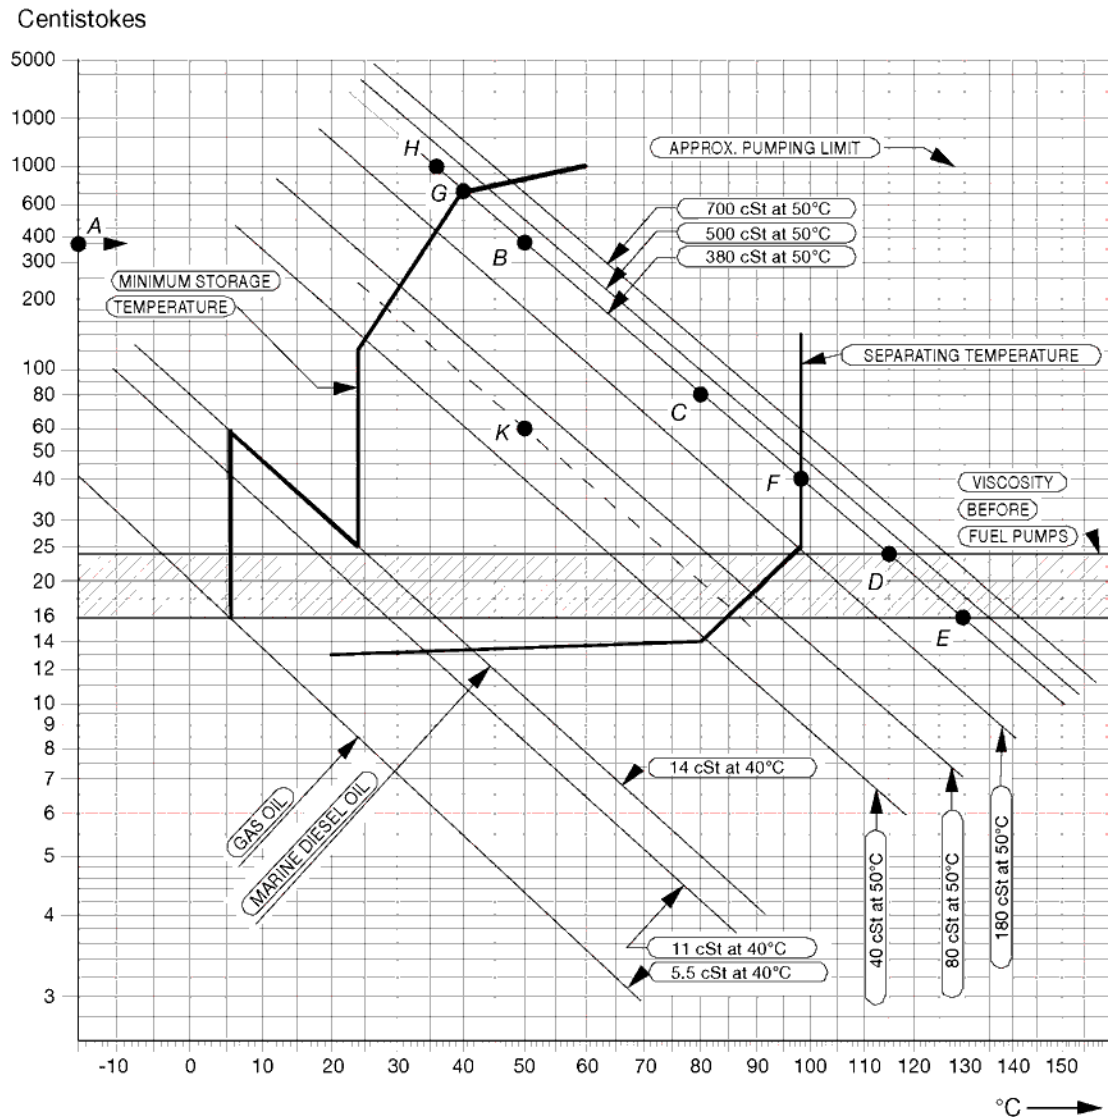 Centistokes
5000
1000
1000
600
400
300
200
100
80
60
50
40
30
25
20
16
14
12
10
9
8
7
6
5
4
3
A
H
G
B
C
K
F
D
E
APPROX. PUMPING LIMIT
700 cSt at 50°C
500 cSt at 50°C
380 cSt at 50°C
MINIMUM STORAGE
TEMPERATURE
SEPARATING TEMPERATURE
VISCOSITY
BEFORE
FUEL PUMPS
GAS OIL
MARINE DIESEL OIL
14 cSt at 40°C
11 cSt at 40°C
5.5 cSt at 40°C
40 cSt at 50°C
80 cSt at 50°C
180 cSt at 50°C
-10 0 10 20 30 40 50 60 70 80 90 100 110 120 130 140 150
°C